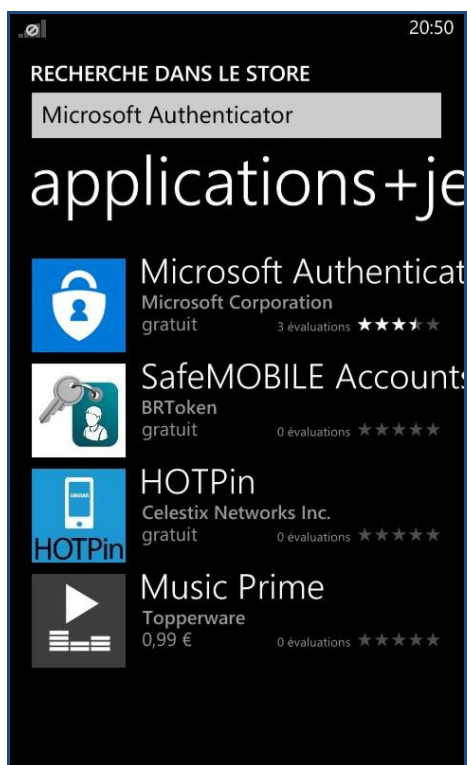 20:50
RECHERCHE DANS LE STORE
Microsoft Authenticator
applications+je
Microsoft Authenticat
Microsoft Corporation
gratuit 3 évaluations
SafeMOBILE Accounts
BRToken
gratuit 0 évaluations
HOTPin
HOTPin
Celestix Networks Inc.
gratuit 0 évaluations
Music Prime
Topperware
0,99 € 0 évaluations